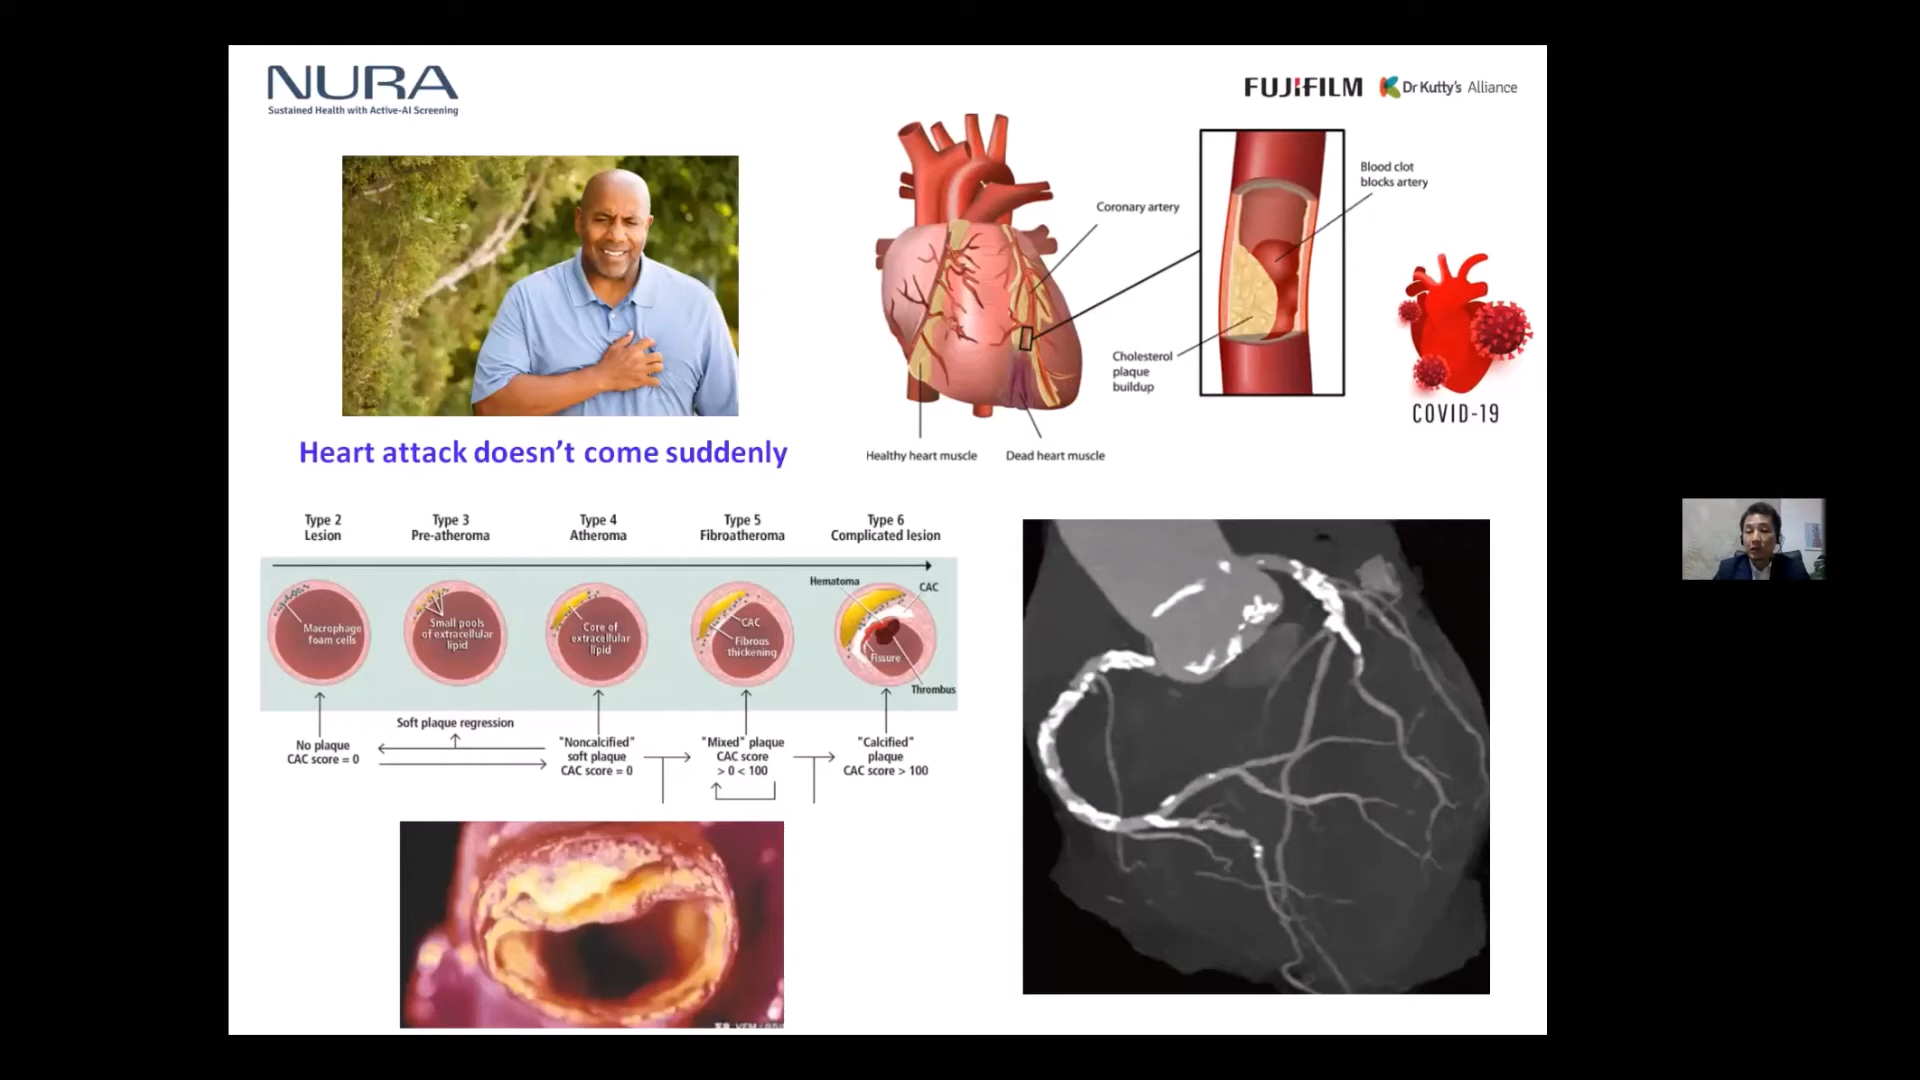 NURA
Sustained Health with Active-AI Screening
FUJIFILM
Dr Kutty's Alliance
Blood clot
blocks artery
Coronary artery
Cholesterol
plaque
buildup
COVID-19
Healthy heart muscle
Dead heart muscle
Heart attack doesn't come suddenly
Type 2
Lesion
Type 3
Pre-atheroma
Type 4
Atheroma
Type 5
Fibroatheroma
Type 6
Complicated lesion
Macrophage
foam cells
Small pools
of extracellular
lipid
Core of
extracellular
lipid
CAC
Fibrous
thickening
Hematoma
CAC
Fissure
Thrombus
Soft plaque regression
No plaque
CAC score = 0
"Noncalcified"
soft plaque
CAC score = 0
"Mixed" plaque
CAC score
> 0 < 100
"Calcified"
plaque
CAC score > 100